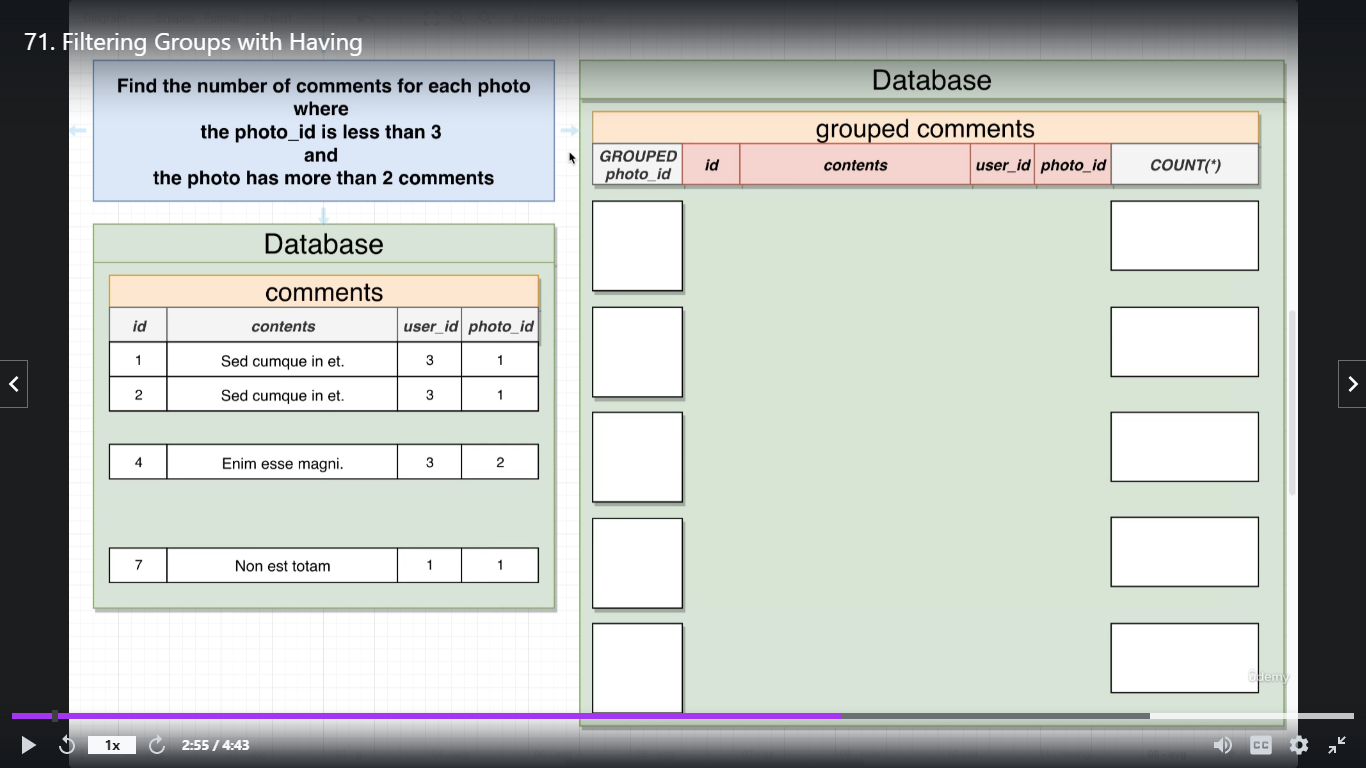 71. Filtering Groups with Having
Find the number of comments for each photo
where
the photo_id is less than 3
and
the photo has more than 2 comments
Database
comments
id contents user_id photo_id
1 Sed cumque in et. 3 1
2 Sed cumque in et. 3 1
4 Enim esse magni. 3 2
7 Non est totam 1 1
Database
grouped comments
GROUPED photo_id id contents user_id photo_id COUNT(*)
ûdemy
1x 2:55 / 4:43 CC